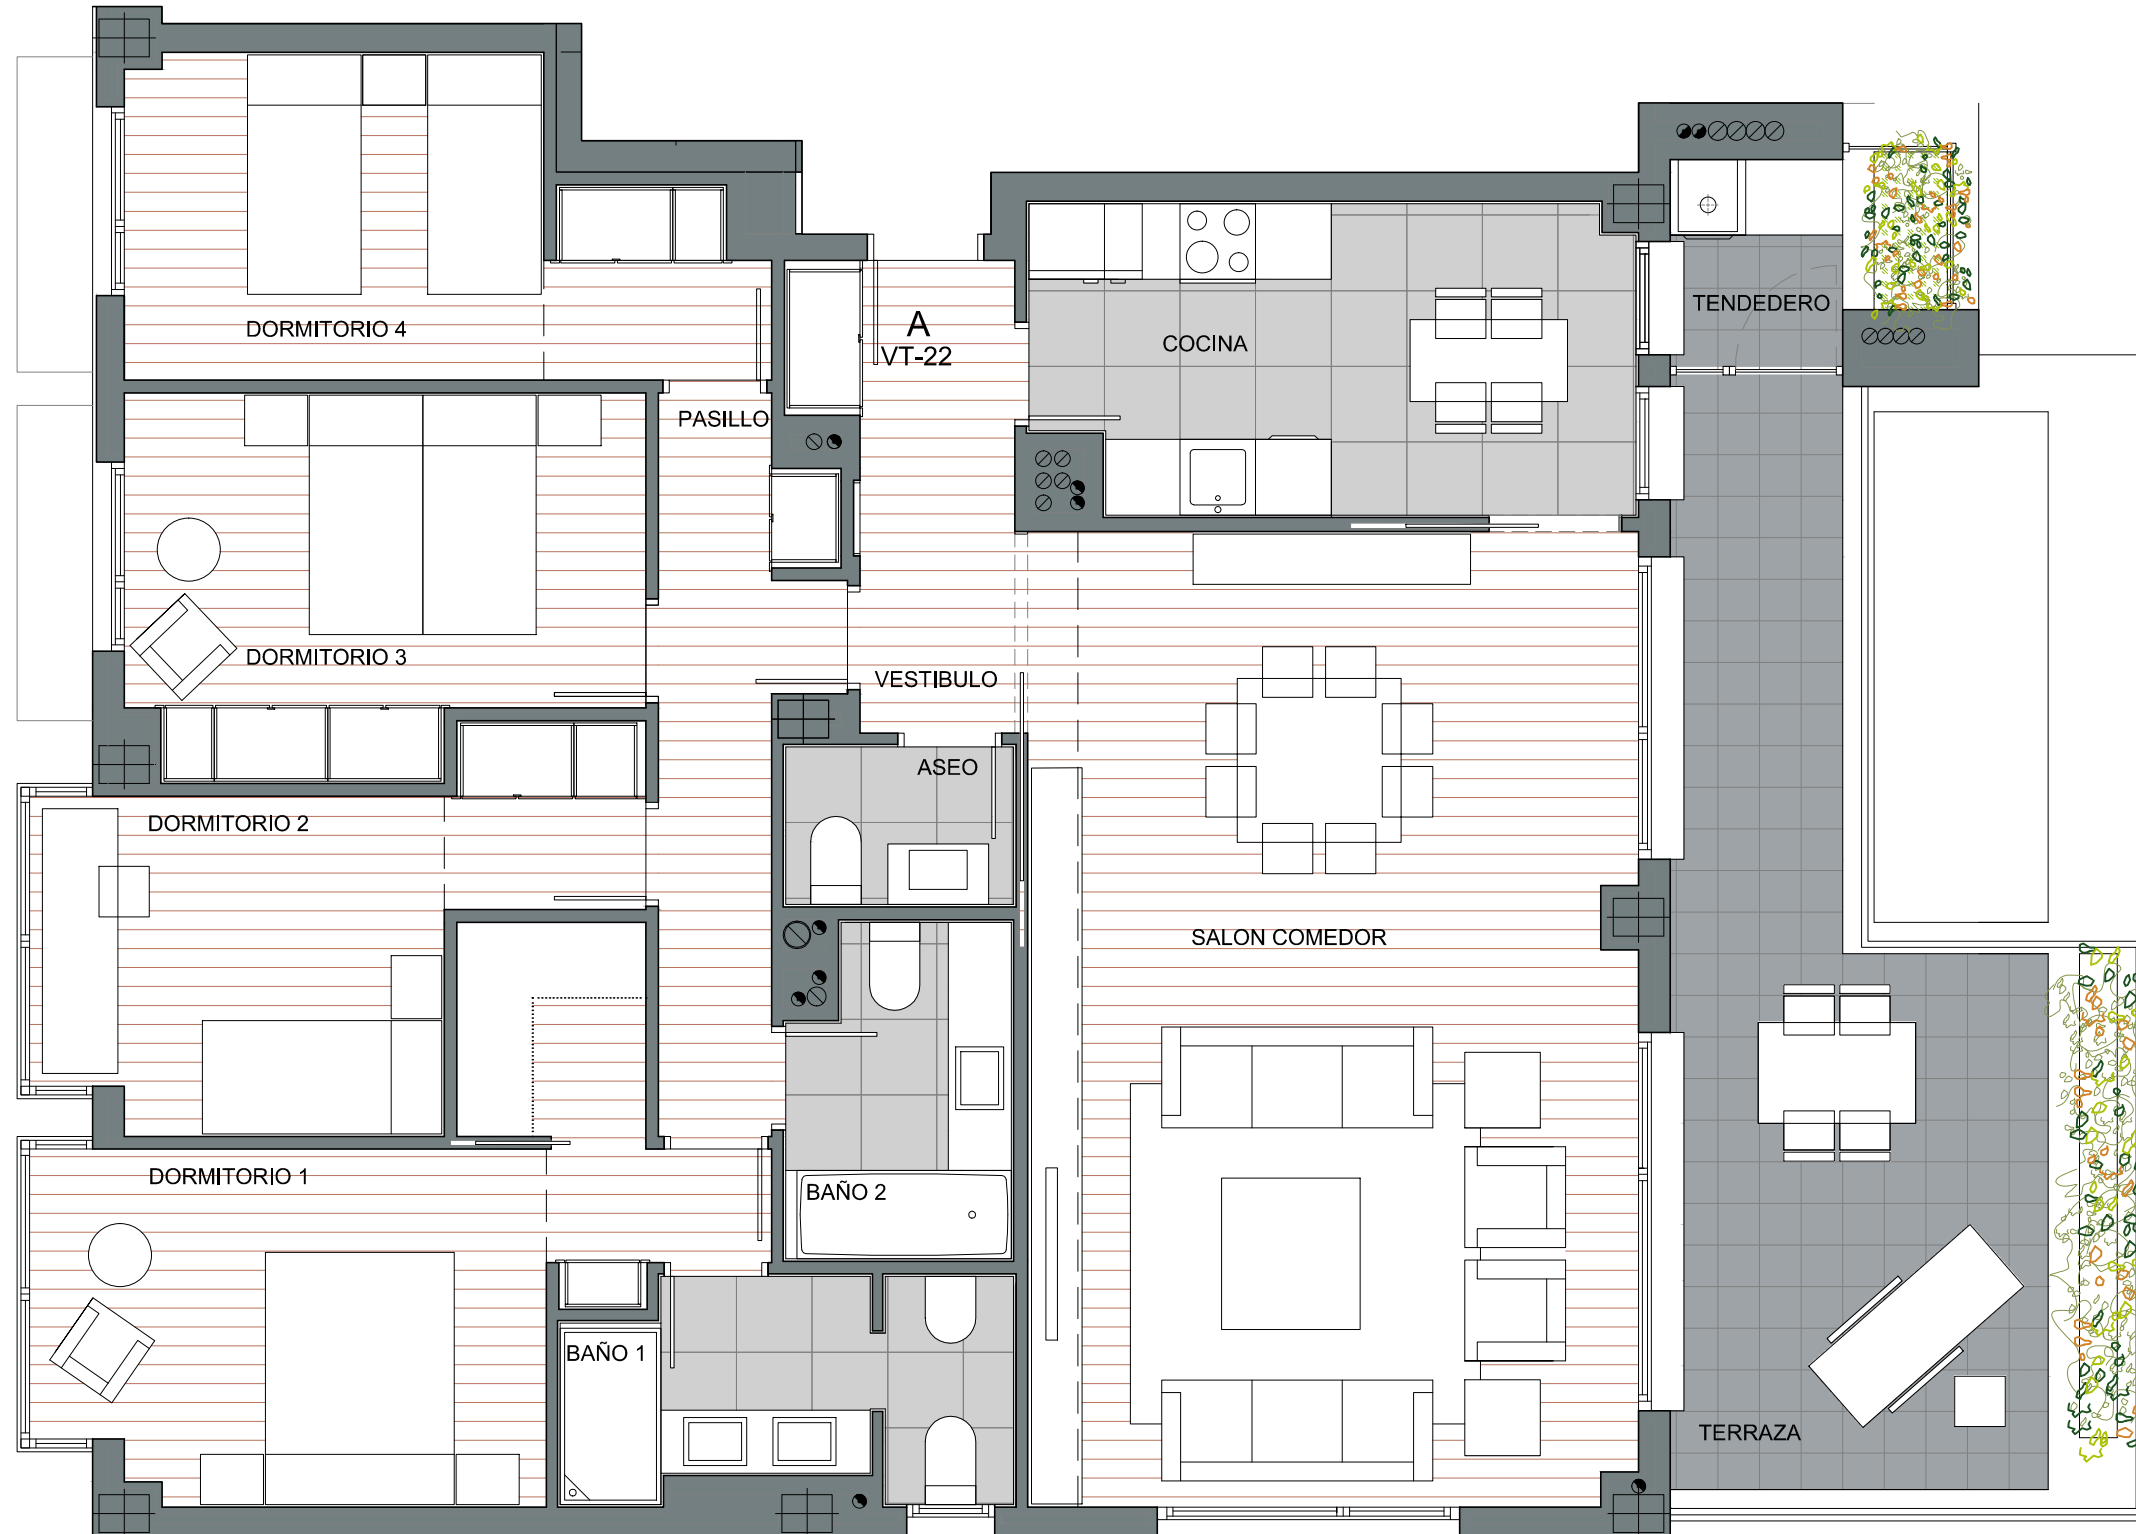 DORMITORIO 4
A
VT-22
COCINA
TENDEDERO
PASILLO
DORMITORIO 3
VESTIBULO
ASEO
DORMITORIO 2
SALON COMEDOR
DORMITORIO 1
BAÑO 2
BAÑO 1
TERRAZA